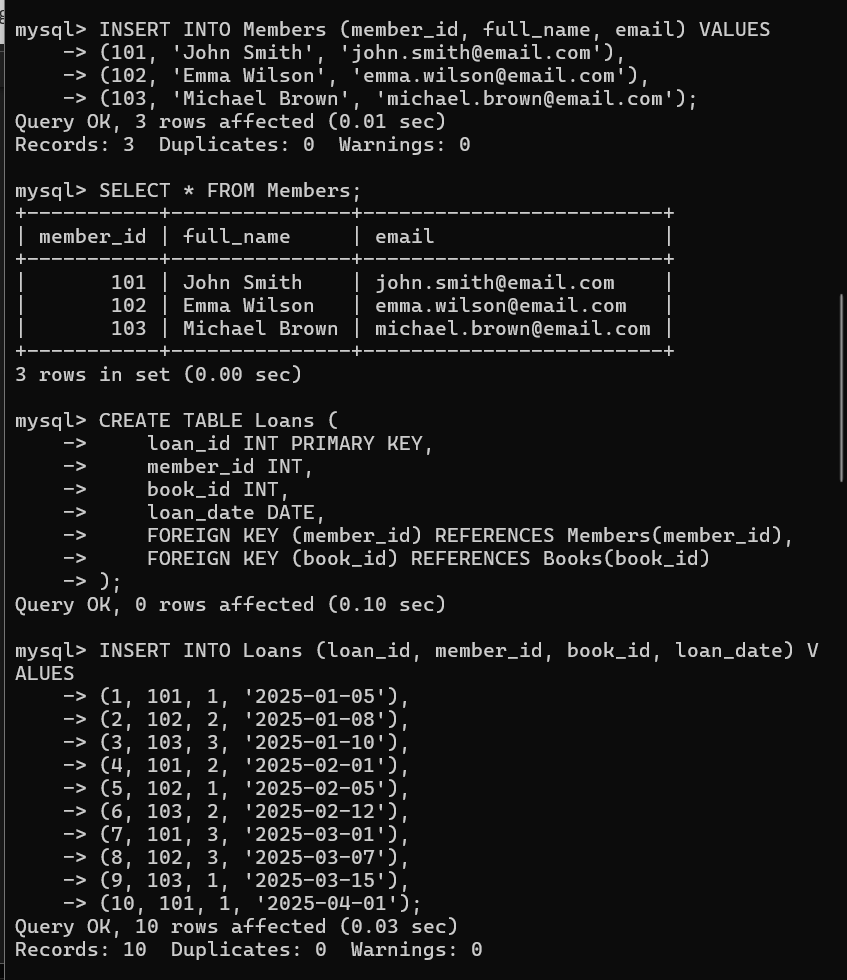 mysql> INSERT INTO Members (member_id, full_name, email) VALUES
    -> (101, 'John Smith', 'john.smith@email.com'),
    -> (102, 'Emma Wilson', 'emma.wilson@email.com'),
    -> (103, 'Michael Brown', 'michael.brown@email.com');
Query OK, 3 rows affected (0.01 sec)
Records: 3  Duplicates: 0  Warnings: 0

mysql> SELECT * FROM Members;
+-----------+---------------+-------------------------+
| member_id | full_name     | email                   |
+-----------+---------------+-------------------------+
|       101 | John Smith    | john.smith@email.com    |
|       102 | Emma Wilson   | emma.wilson@email.com   |
|       103 | Michael Brown | michael.brown@email.com |
+-----------+---------------+-------------------------+
3 rows in set (0.00 sec)

mysql> CREATE TABLE Loans (
    ->     loan_id INT PRIMARY KEY,
    ->     member_id INT,
    ->     book_id INT,
    ->     loan_date DATE,
    ->     FOREIGN KEY (member_id) REFERENCES Members(member_id),
    ->     FOREIGN KEY (book_id) REFERENCES Books(book_id)
    -> );
Query OK, 0 rows affected (0.10 sec)

mysql> INSERT INTO Loans (loan_id, member_id, book_id, loan_date) V
ALUES
    -> (1, 101, 1, '2025-01-05'),
    -> (2, 102, 2, '2025-01-08'),
    -> (3, 103, 3, '2025-01-10'),
    -> (4, 101, 2, '2025-02-01'),
    -> (5, 102, 1, '2025-02-05'),
    -> (6, 103, 2, '2025-02-12'),
    -> (7, 101, 3, '2025-03-01'),
    -> (8, 102, 3, '2025-03-07'),
    -> (9, 103, 1, '2025-03-15'),
    -> (10, 101, 1, '2025-04-01');
Query OK, 10 rows affected (0.03 sec)
Records: 10  Duplicates: 0  Warnings: 0